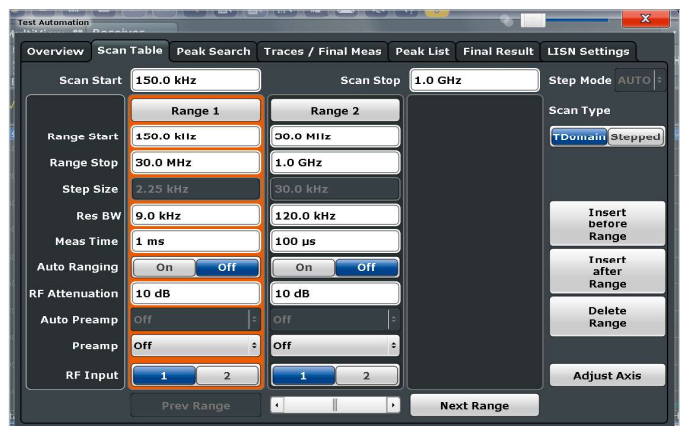 Test Automation
X
Overview Scan Table Peak Search Traces / Final Meas Peak List Final Result LISN Settings
Scan Start 150.0 kHz Scan Stop 1.0 GHz Step Mode AUTO
Range 1 Range 2 Scan Type
Range Start 150.0 kHz 30.0 MHz TDomain Stepped
Range Stop 30.0 MHz 1.0 GHz
Step Size 2.25 kHz 30.0 kHz
Res BW 9.0 kHz 120.0 kHz
Insert before Range
Meas Time 1 ms 100 µs
Auto Ranging On Off On Off
Insert after Range
RF Attenuation 10 dB 10 dB
Auto Preamp Off Off
Delete Range
Preamp Off Off
RF Input 1 2 1 2 Adjust Axis
Prev Range Next Range